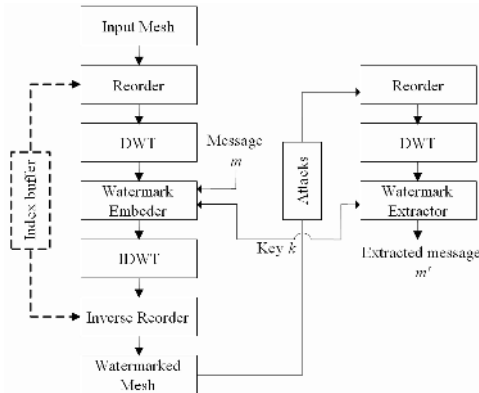 Input Mesh
Reorder
DWT
Message
m
Watermark
Embeder
IDWT
Inverse Reorder
Watermarked
Mesh
Index buffer
Attacks
Key k
Reorder
DWT
Watermark
Extractor
Extracted message
m'